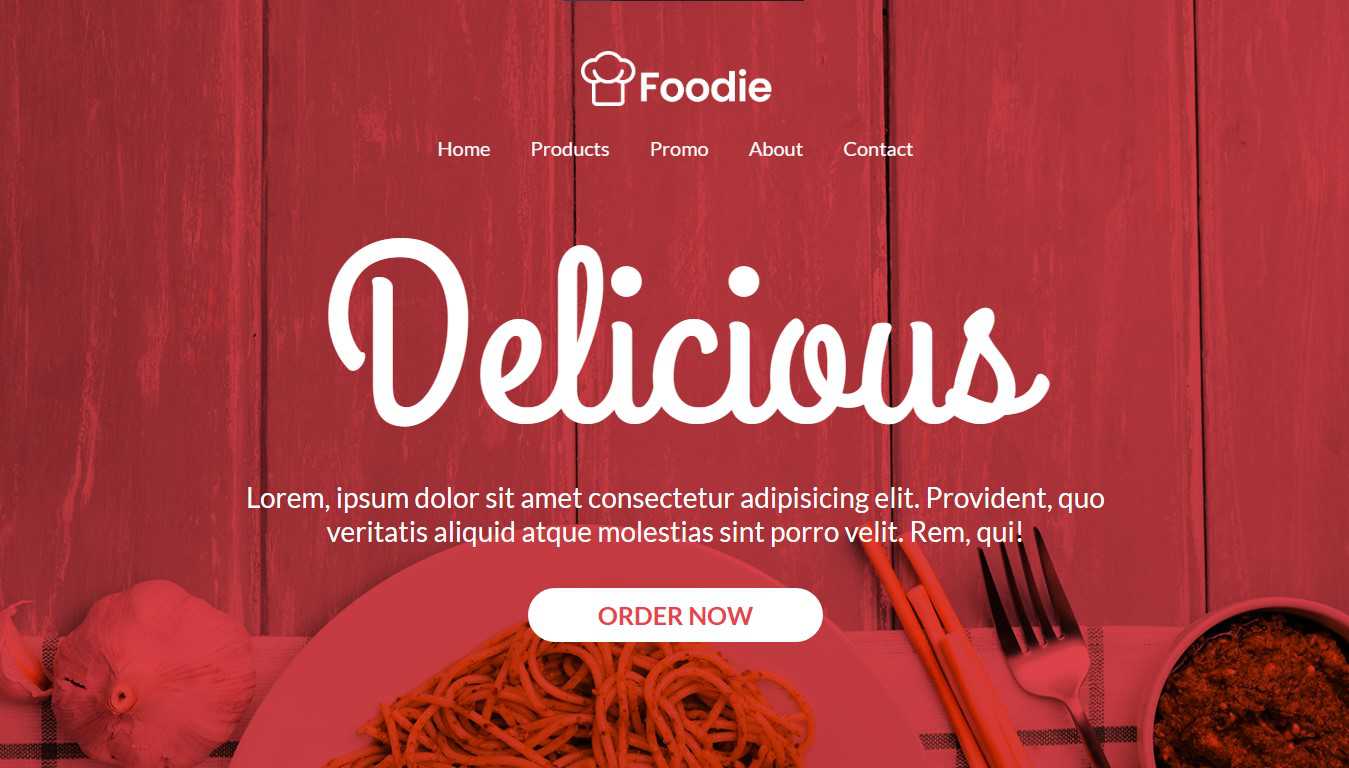 Foodie
Home Products Promo About Contact
Delicious
Lorem, ipsum dolor sit amet consectetur adipisicing elit. Provident, quo
veritatis aliquid atque molestias sint porro velit. Rem, qui!
ORDER NOW